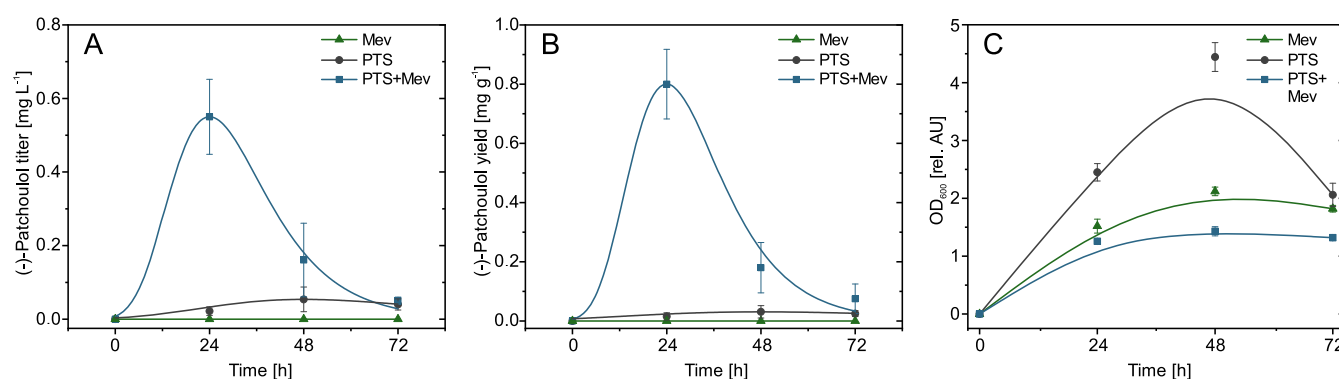 A
(-)-Patchoulol titer [mg L⁻¹]
0.8
0.6
0.4
0.2
0.0
Mev
PTS
PTS+Mev
0 24 48 72
Time [h]
B
(-)-Patchoulol yield [mg g⁻¹]
1.0
0.8
0.6
0.4
0.2
0.0
Mev
PTS
PTS+Mev
0 24 48 72
Time [h]
C
OD₆₀₀ [rel. AU]
5
4
3
2
1
0
Mev
PTS
PTS+
Mev
0 24 48 72
Time [h]